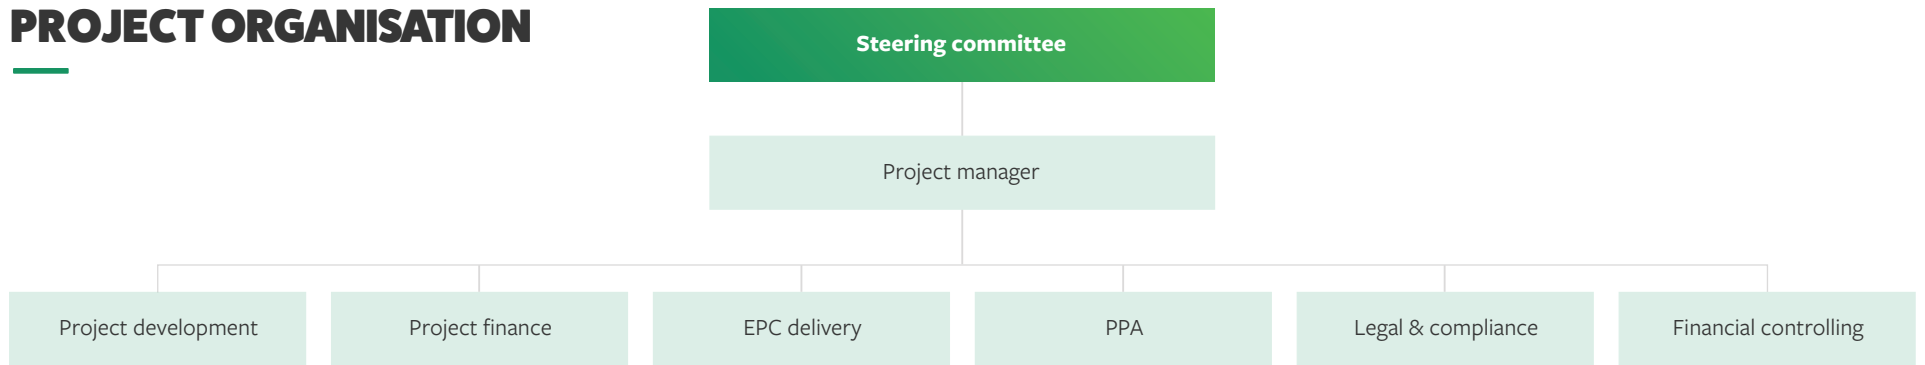 PROJECT ORGANISATION
Steering committee
Project manager
Project development
Project finance
EPC delivery
PPA
Legal & compliance
Financial controlling